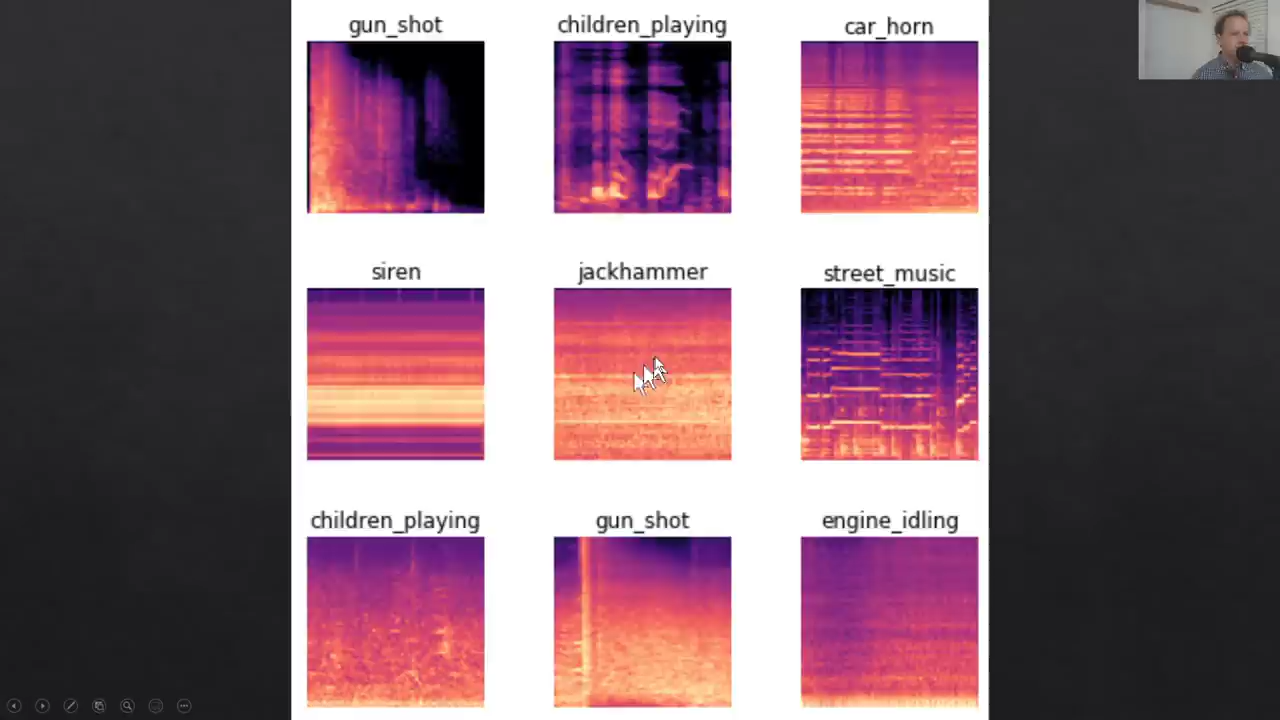 gun_shot
children_playing
car_horn
siren
jackhammer
street_music
children_playing
gun_shot
engine_idling